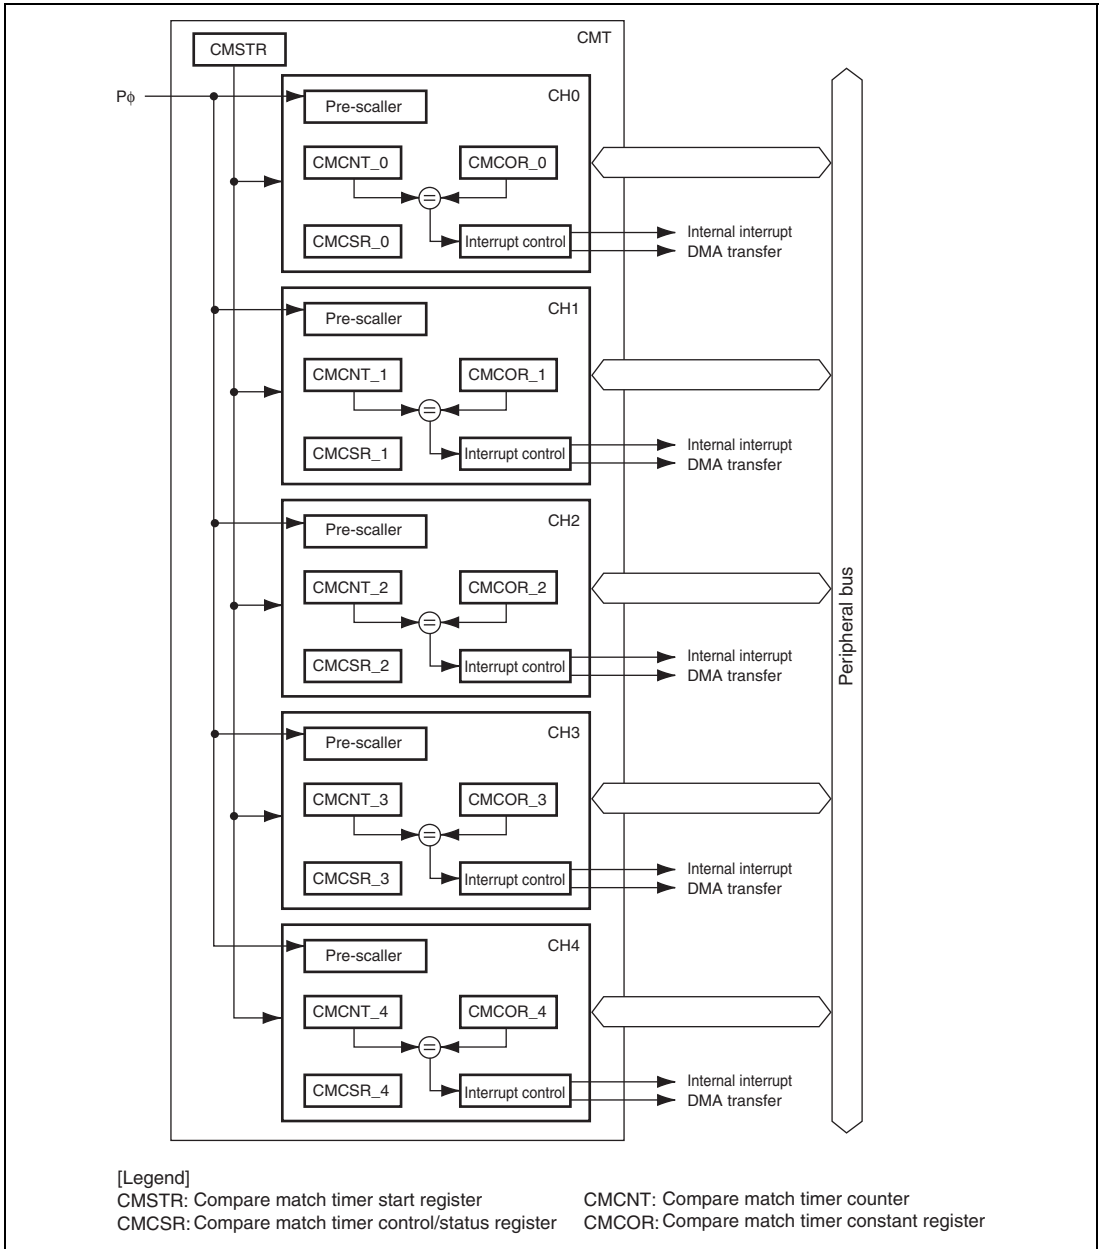 CMSTR
CMT
Pϕ
CH0
Pre-scaller
CMCNT_0
CMCOR_0
=
CMCSR_0
Interrupt control
Internal interrupt
DMA transfer
CH1
Pre-scaller
CMCNT_1
CMCOR_1
=
CMCSR_1
Interrupt control
Internal interrupt
DMA transfer
CH2
Pre-scaller
CMCNT_2
CMCOR_2
=
CMCSR_2
Interrupt control
Internal interrupt
DMA transfer
CH3
Pre-scaller
CMCNT_3
CMCOR_3
=
CMCSR_3
Interrupt control
Internal interrupt
DMA transfer
CH4
Pre-scaller
CMCNT_4
CMCOR_4
=
CMCSR_4
Interrupt control
Internal interrupt
DMA transfer
Peripheral bus
[Legend]
CMSTR: Compare match timer start register
CMCSR: Compare match timer control/status register
CMCNT: Compare match timer counter
CMCOR: Compare match timer constant register